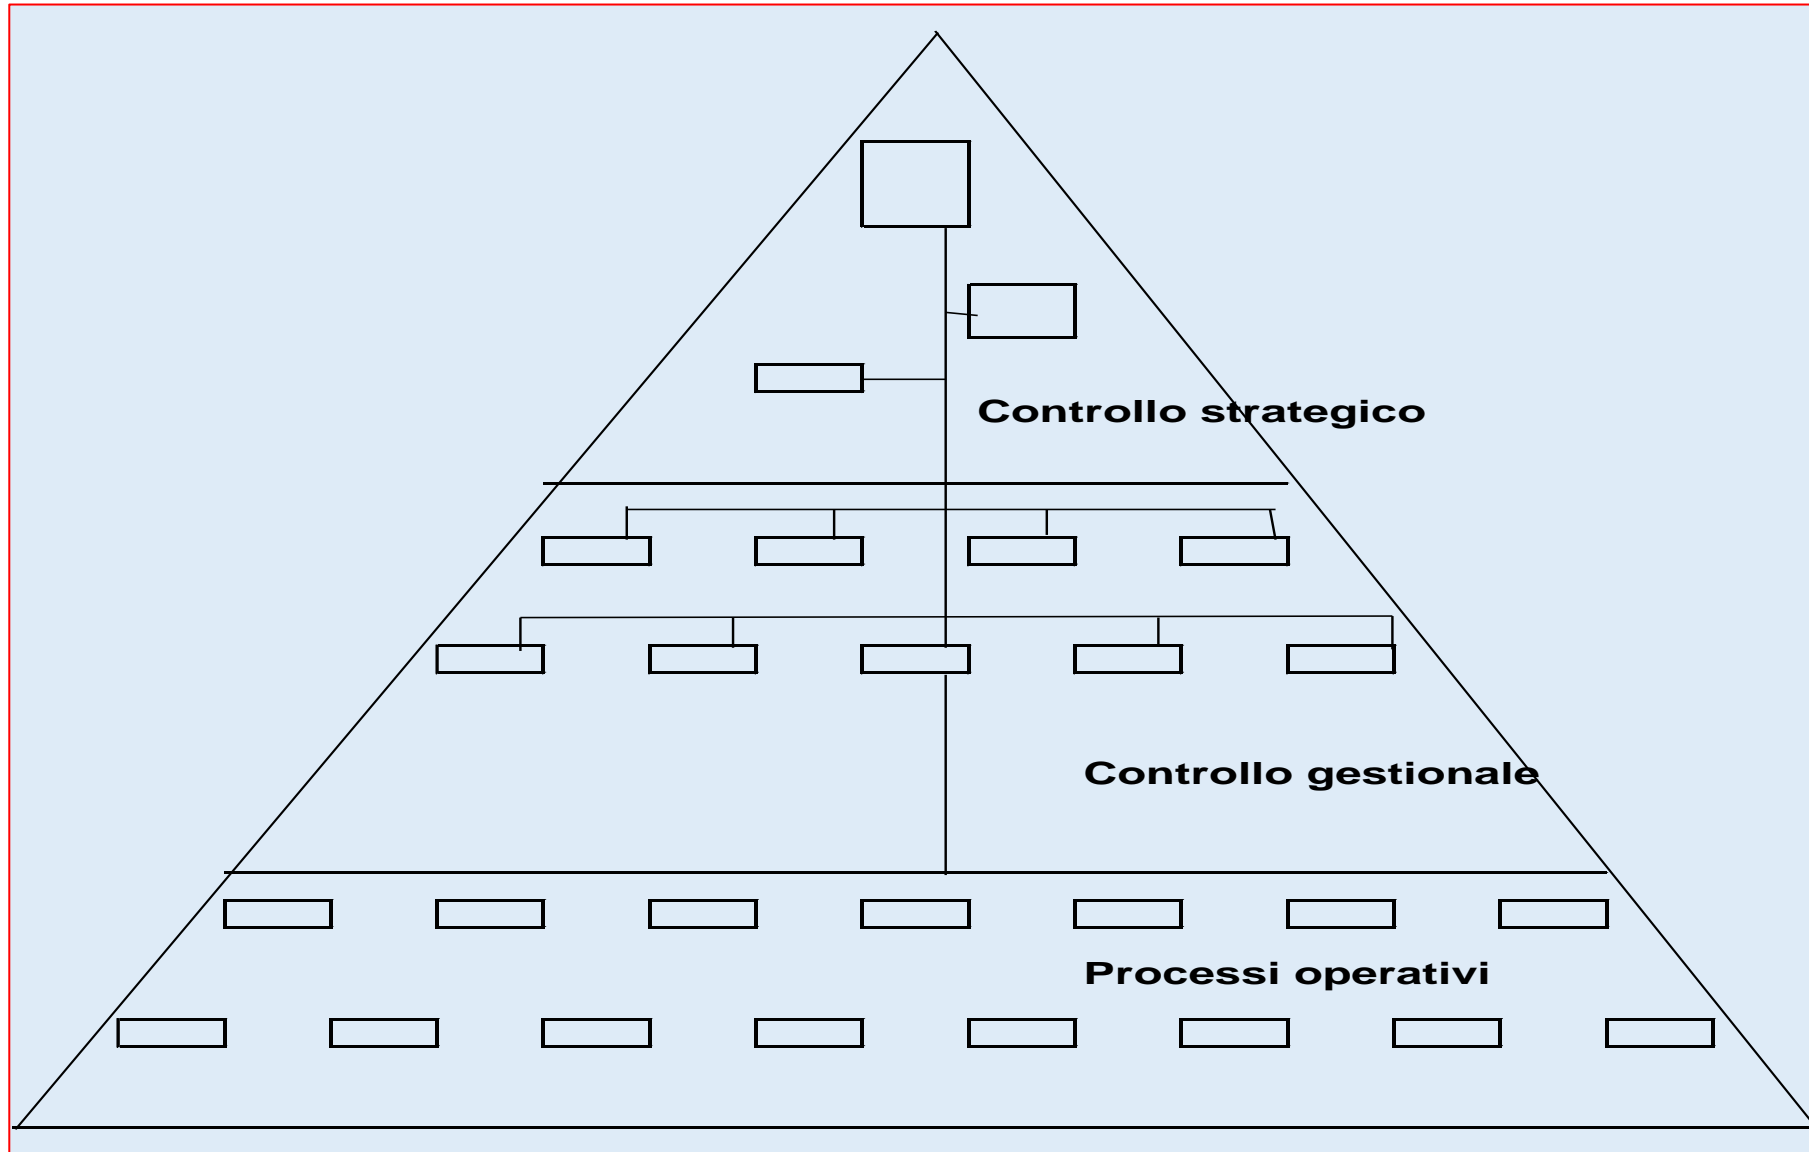 Controllo strategico
Controllo gestionale
Processi operativi